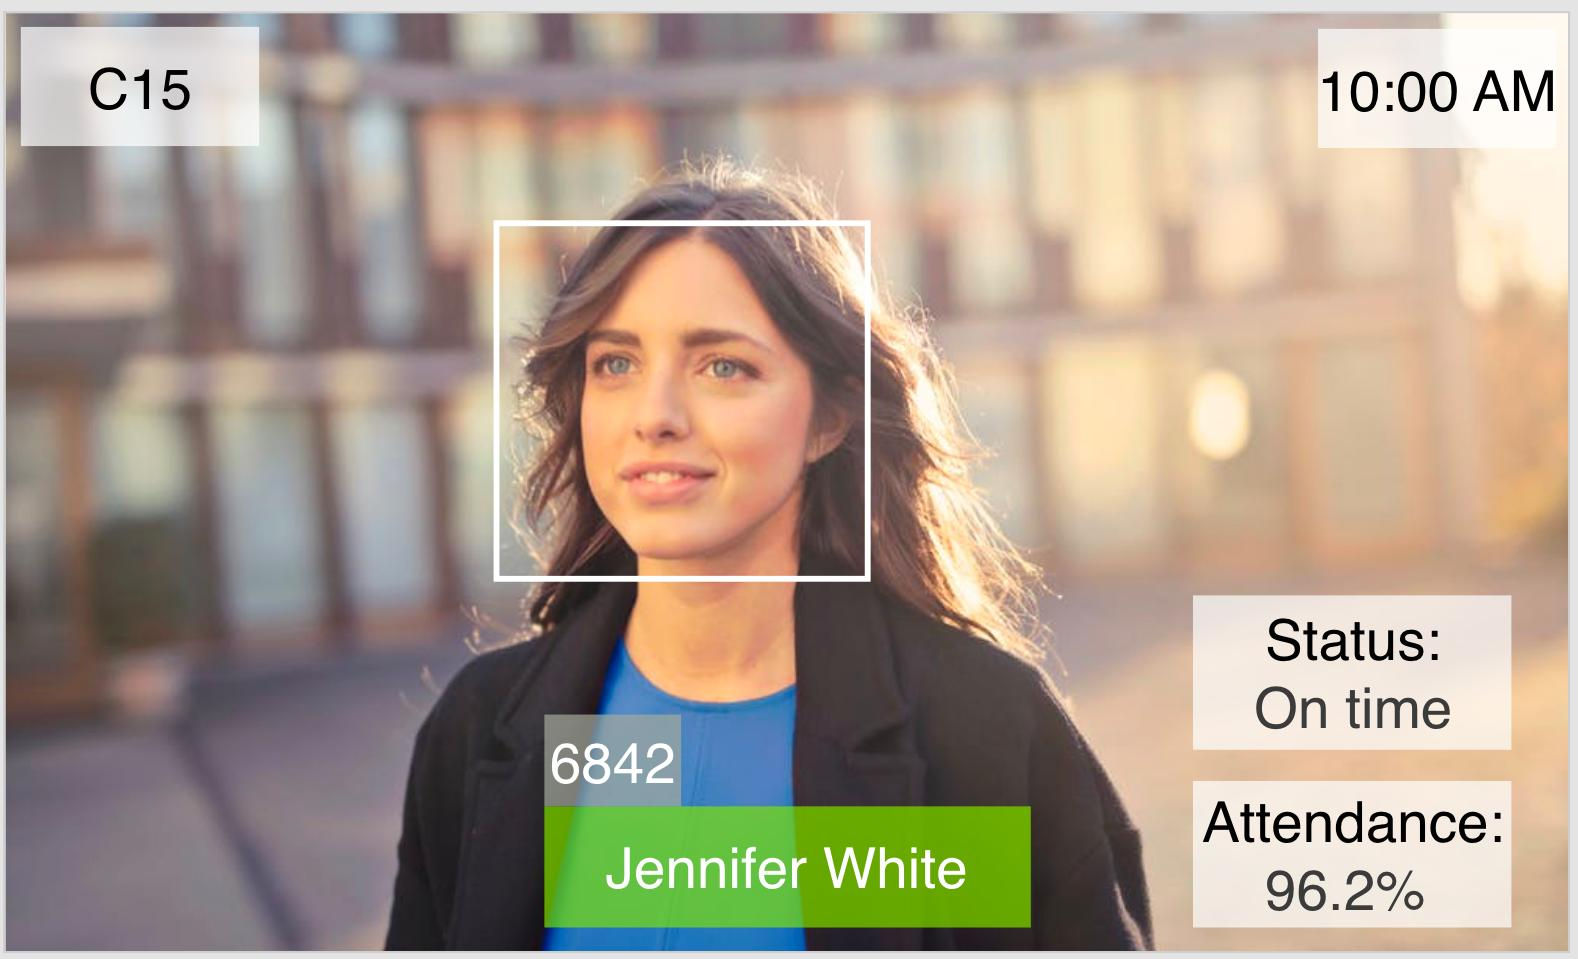 C15
10:00 AM
6842
Jennifer White
Status:
On time
Attendance:
96.2%